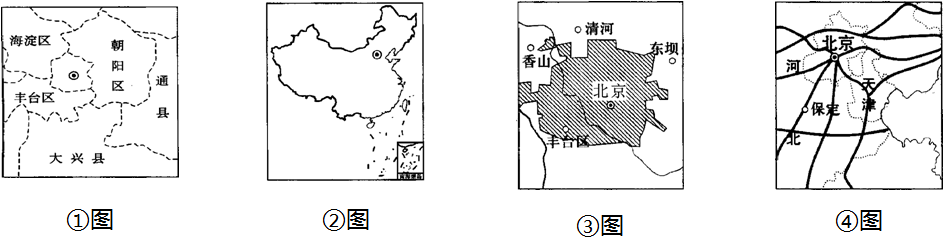 海淀区
朝阳区
通县
丰台区
大兴县
①图
②图
清河
香山
东坝
北京
丰台区
③图
北京
河
天津
保定
北
④图